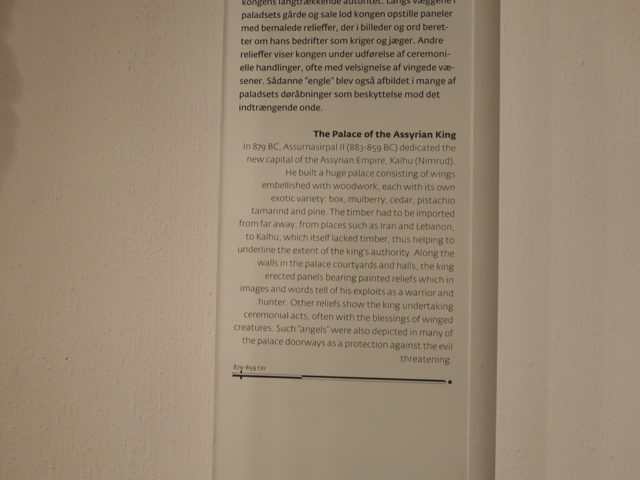 kongens langtrækkende autoritet. Langs væggene i
paladsets gårde og sale lod kongen opstille paneler
med bemalede relieffer, der i billeder og ord beret-
ter om hans bedrifter som kriger og jæger. Andre
relieffer viser kongen under udførelse af ceremoni-
elle handlinger, ofte med velsignelse af vingede væ-
sener. Sådanne "engle" blev også afbildet i mange af
paladsets døråbninger som beskyttelse mod det
indtrængende onde.
The Palace of the Assyrian King
In 879 BC, Assurnasirpal II (883-859 BC) dedicated the
new capital of the Assyrian Empire, Kalhu (Nimrud).
He built a huge palace consisting of wings
embellished with woodwork, each with its own
exotic variety: box, mulberry, cedar, pistachio
tamarind and pine. The timber had to be imported
from far away, from places such as Iran and Lebanon,
to Kalhu, which itself lacked timber, thus helping to
underline the extent of the king's authority. Along the
walls in the palace courtyards and halls, the king
erected panels bearing painted reliefs which in
images and words tell of his exploits as a warrior and
hunter. Other reliefs show the king undertaking
ceremonial acts, often with the blessings of winged
creatures. Such "angels" were also depicted in many of
the palace doorways as a protection against the evil
threatening.
879-859 f.Kr.